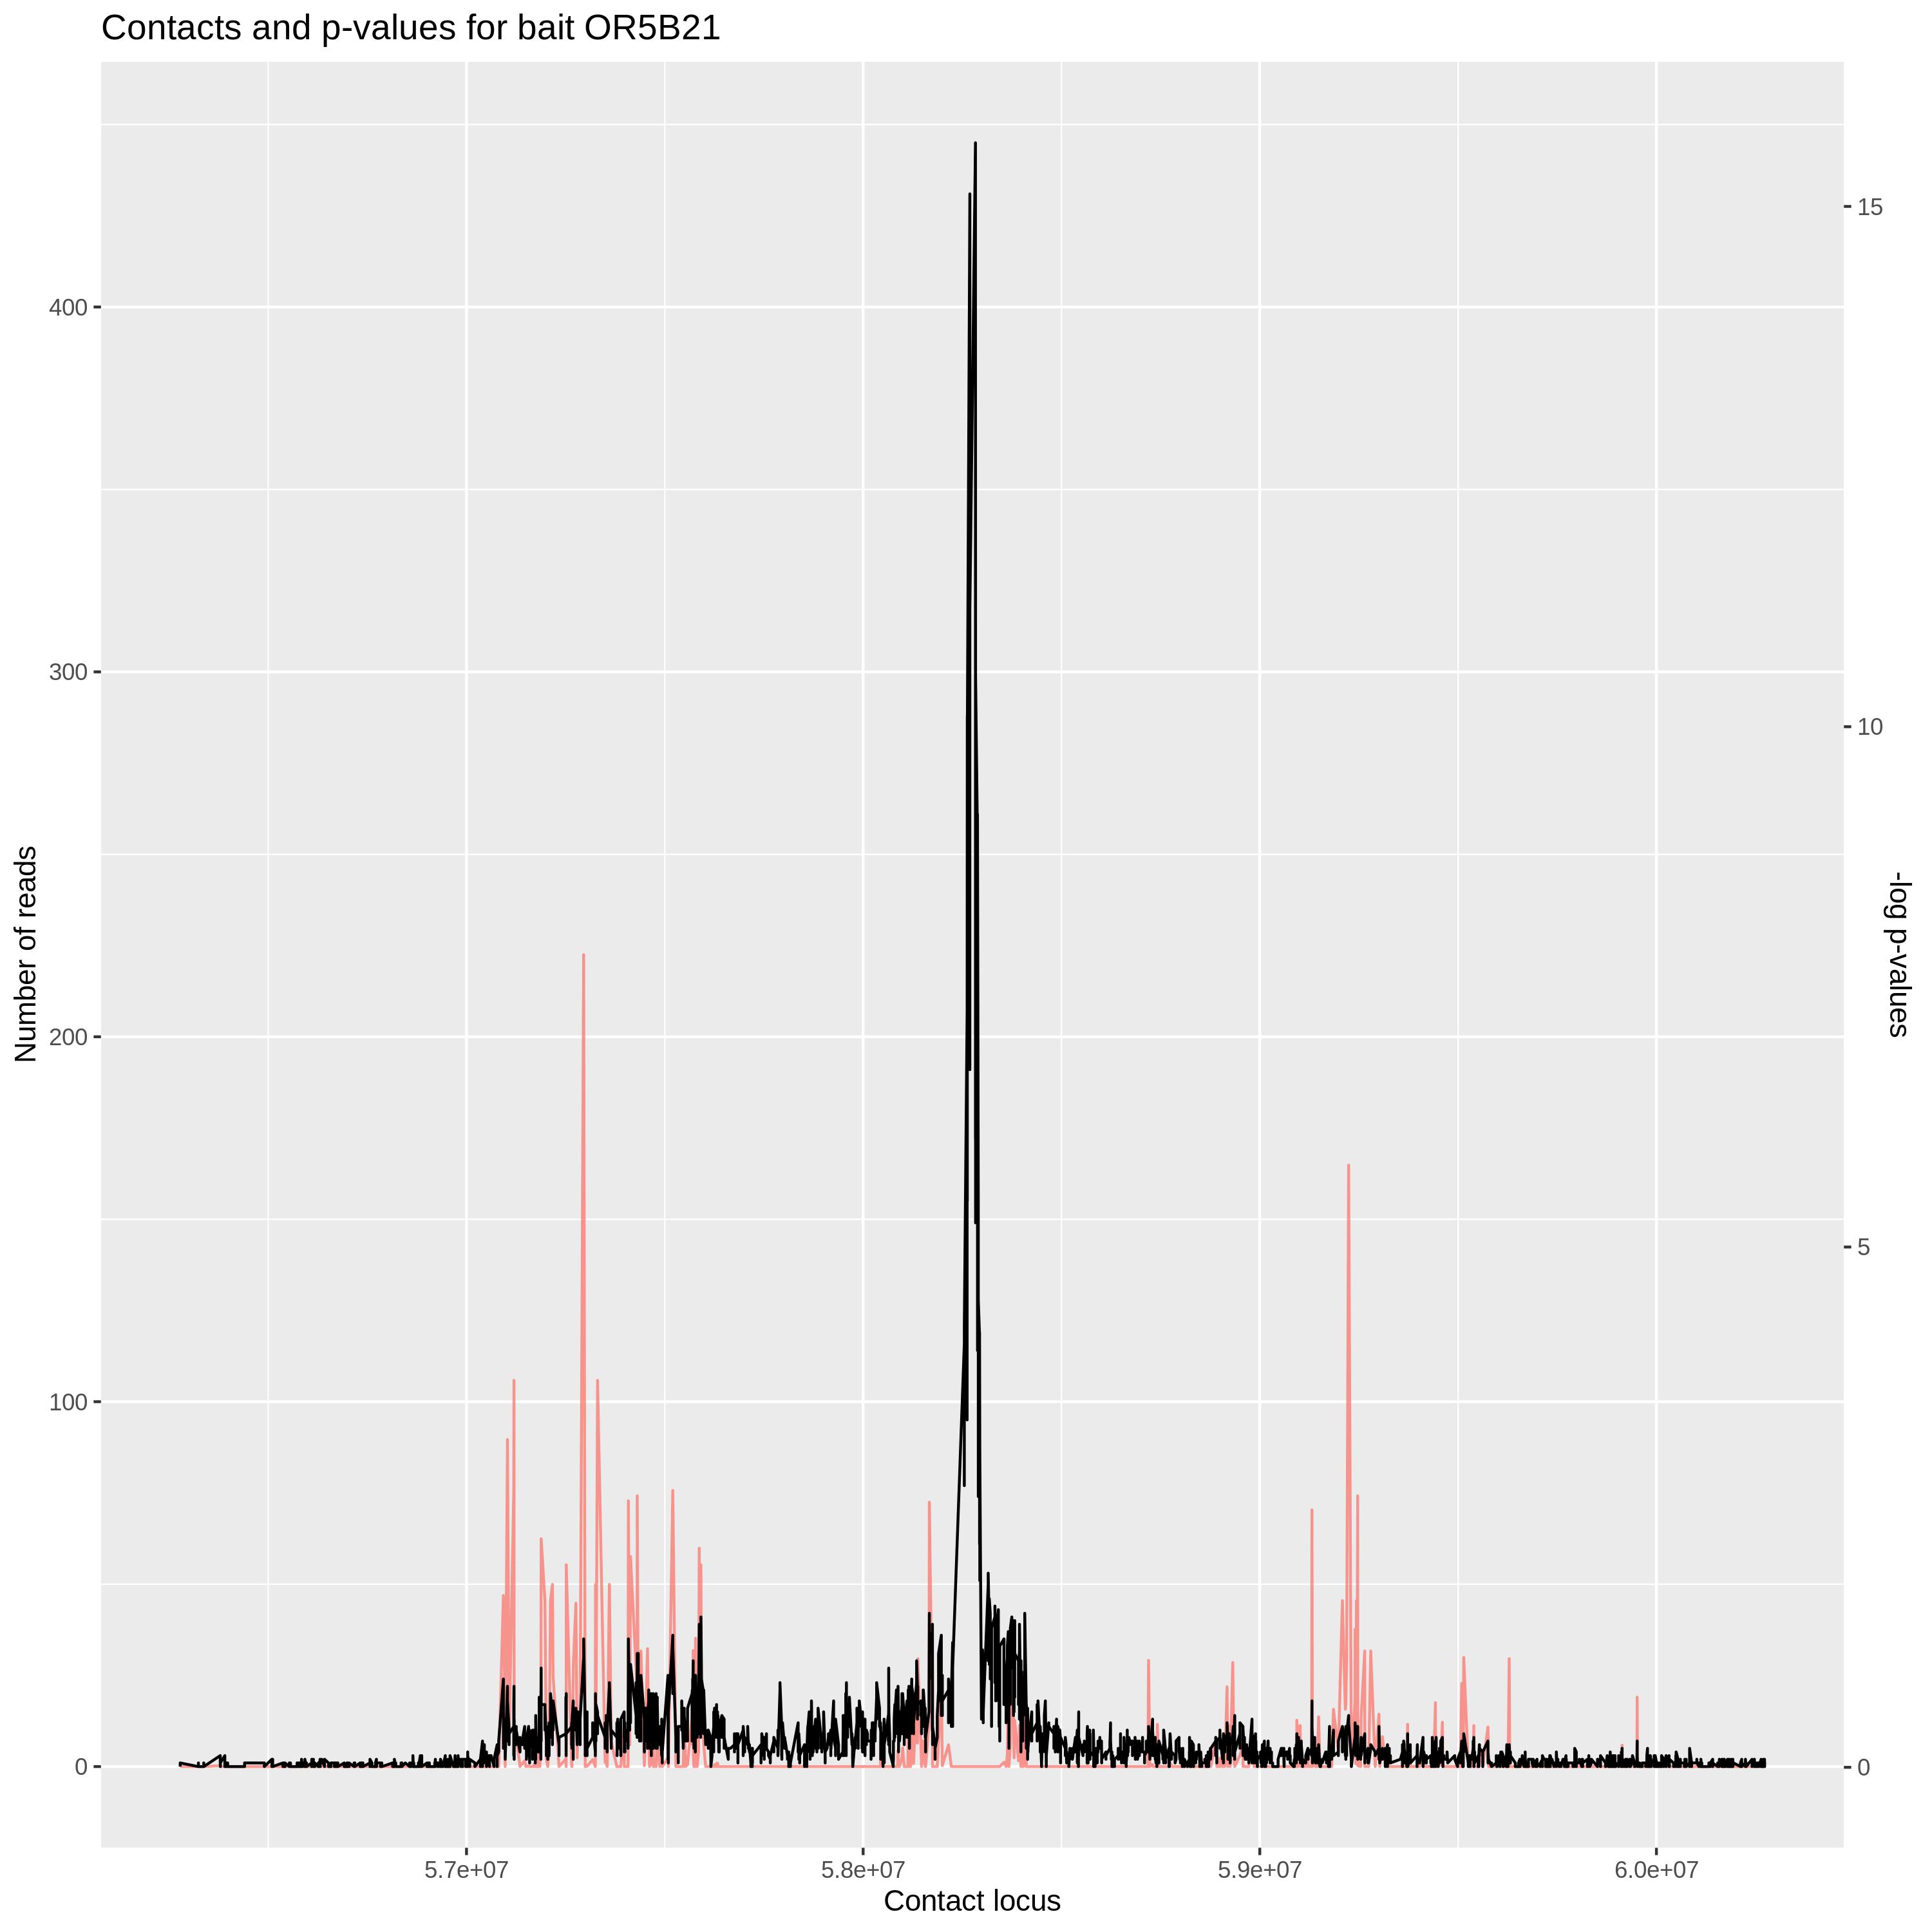 Contacts and p-values for bait OR5B21
Number of reads
400
300
200
100
0
15
10
5
0
-log p-values
5.7e+07 5.8e+07 5.9e+07 6.0e+07
Contact locus